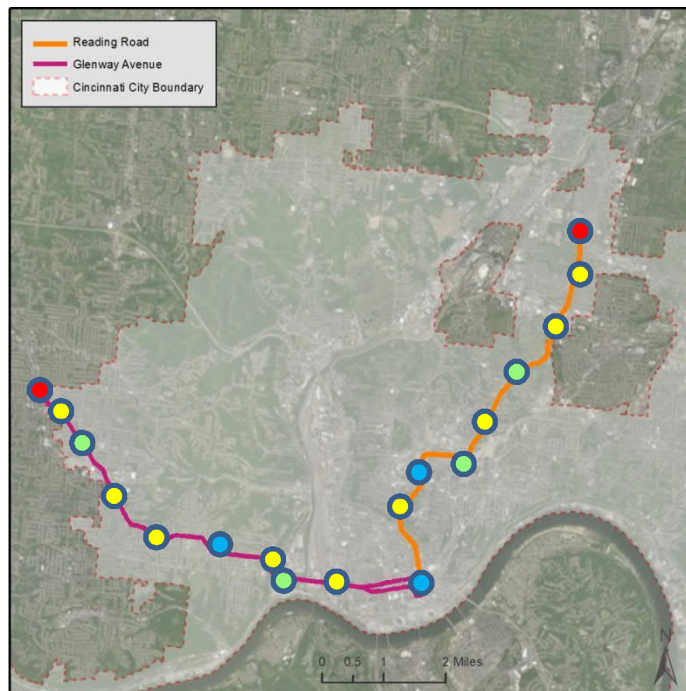 Reading Road
Glenway Avenue
Cincinnati City Boundary
N
0 0.5 1 2 Miles